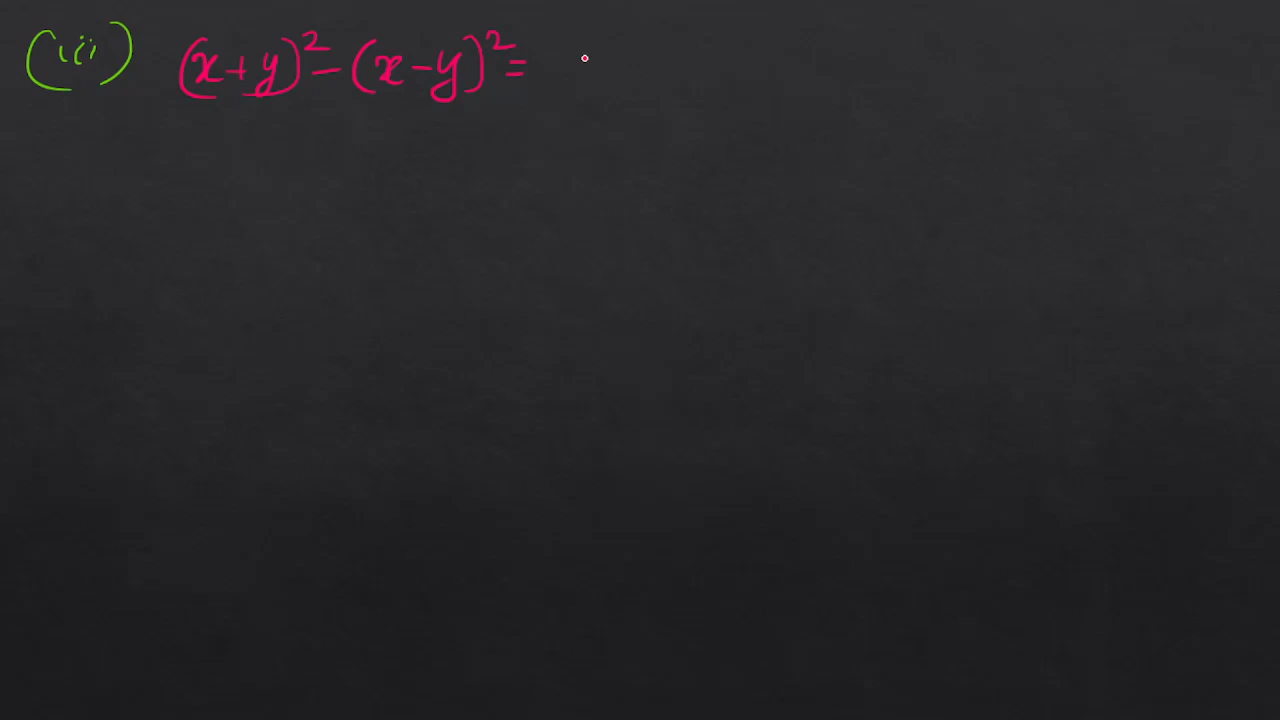 (iii) (x+y)² - (x-y)² =